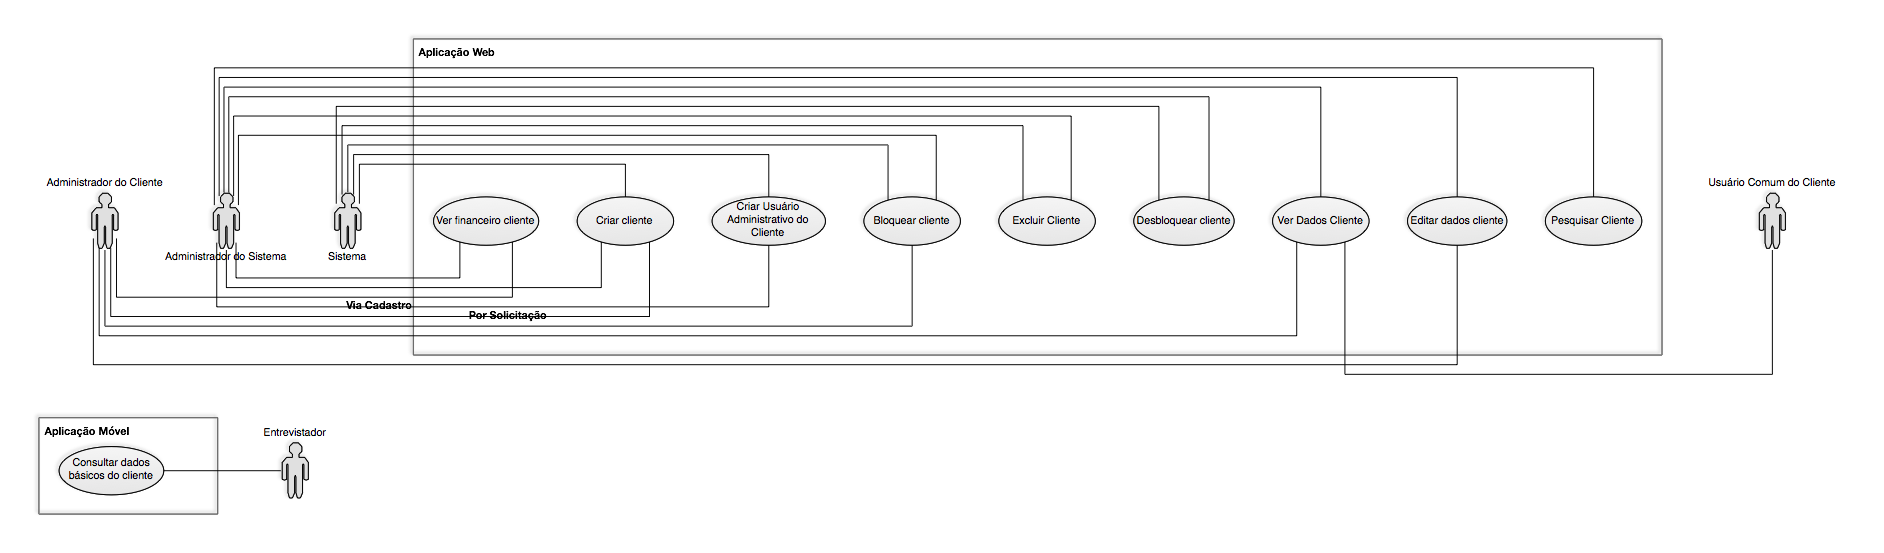 Aplicação Web
Administrador do Cliente
Usuário Comum do Cliente
Ver financeiro cliente
Criar cliente
Criar Usuário
Administrativo do
Cliente
Bloquear cliente
Excluir Cliente
Desbloquear cliente
Ver Dados Cliente
Editar dados cliente
Pesquisar Cliente
Administrador do Sistema
Sistema
Via Cadastro
Por Solicitação
Aplicação Móvel
Entrevistador
Consultar dados
básicos do cliente